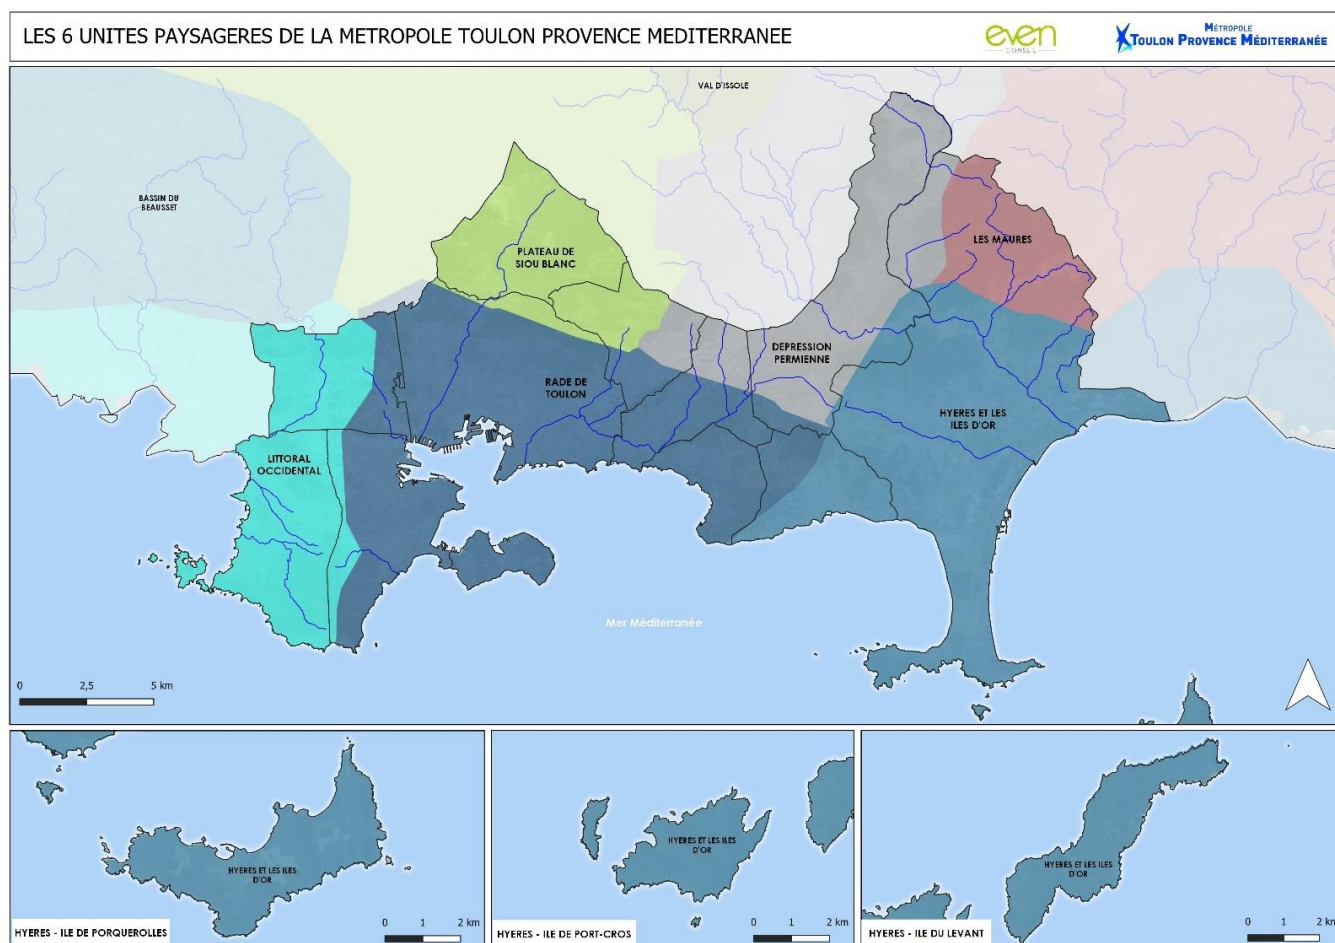 LES 6 UNITES PAYSAGERES DE LA METROPOLE TOULON PROVENCE MEDITERRANEE
even
CONSEIL
MÉTROPOLE
TOULON PROVENCE MÉDITERRANÉE
VAL D'ISSOLE
BASSIN DU
BEAUSSET
PLATEAU DE
SIOU BLANC
LES MAURES
DEPRESSION
PERMIENNE
RADE DE
TOULON
HYERES ET LES
ILES D'OR
LITTORAL
OCCIDENTAL
Mer Méditerranée
0 2,5 5 km
HYERES ET LES ILES
D'OR
HYERES - ILE DE PORQUEROLLES
0 1 2 km
HYERES ET LES ILES
D'OR
HYERES - ILE DE PORT-CROS
0 1 2 km
HYERES ET LES ILES
D'OR
HYERES - ILE DU LEVANT
0 1 2 km